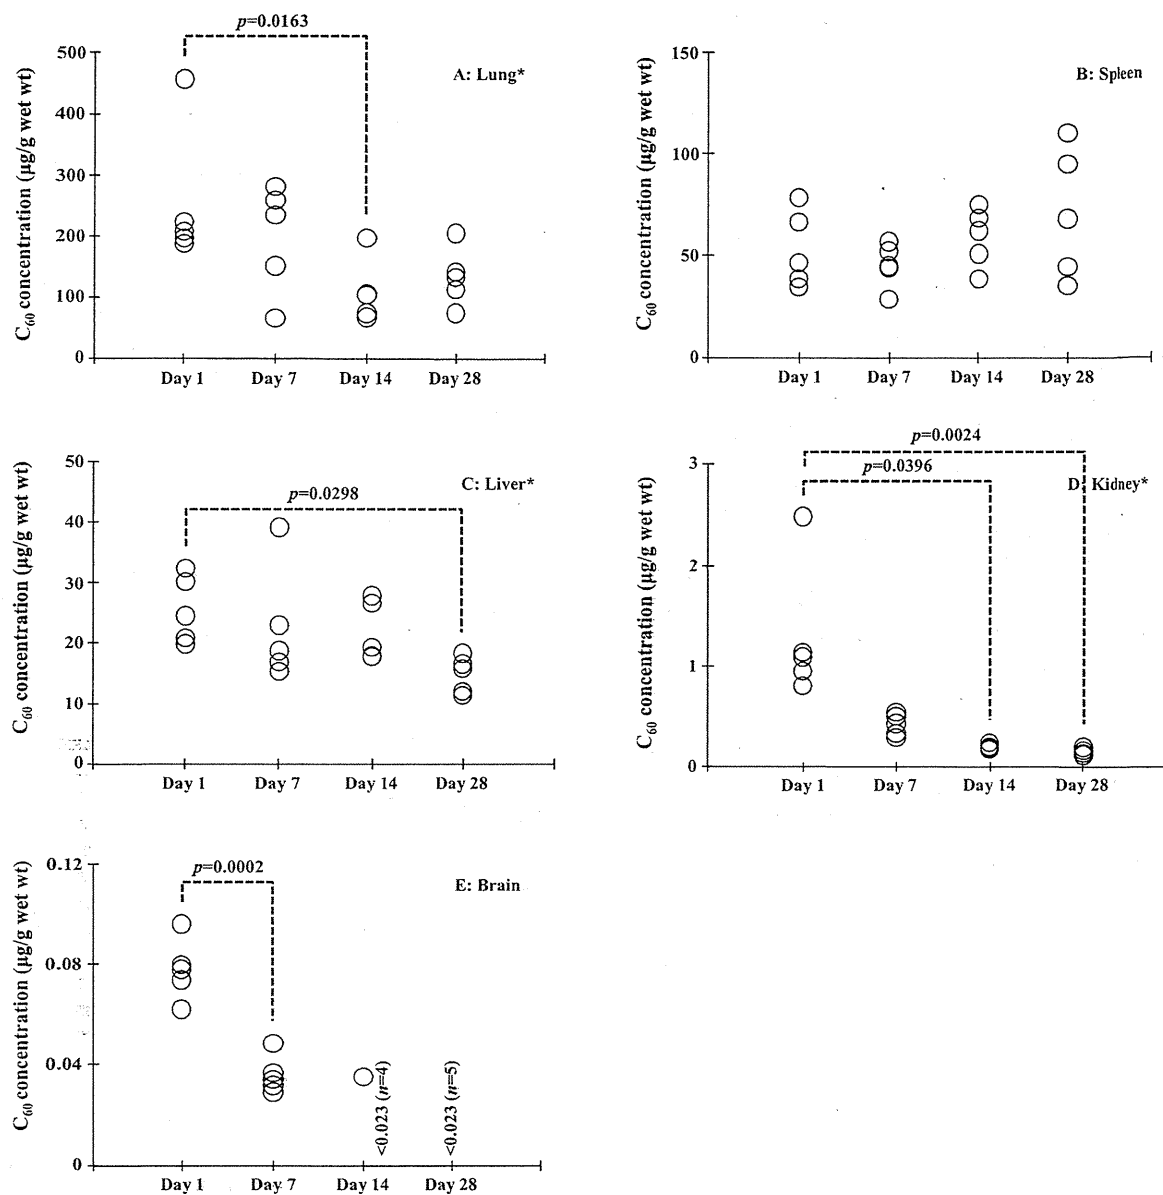 p=0.0163
A: Lung*
C60 concentration (µg/g wet wt)
500
400
300
200
100
0
Day 1
Day 7
Day 14
Day 28
B: Spleen
C60 concentration (µg/g wet wt)
150
100
50
0
Day 1
Day 7
Day 14
Day 28
p=0.0298
C: Liver*
C60 concentration (µg/g wet wt)
50
40
30
20
10
0
Day 1
Day 7
Day 14
Day 28
p=0.0024
p=0.0396
D: Kidney*
C60 concentration (µg/g wet wt)
3
2
1
0
Day 1
Day 7
Day 14
Day 28
p=0.0002
E: Brain
C60 concentration (µg/g wet wt)
0.12
0.08
0.04
0
<0.023 (n=4)
<0.023 (n=5)
Day 1
Day 7
Day 14
Day 28